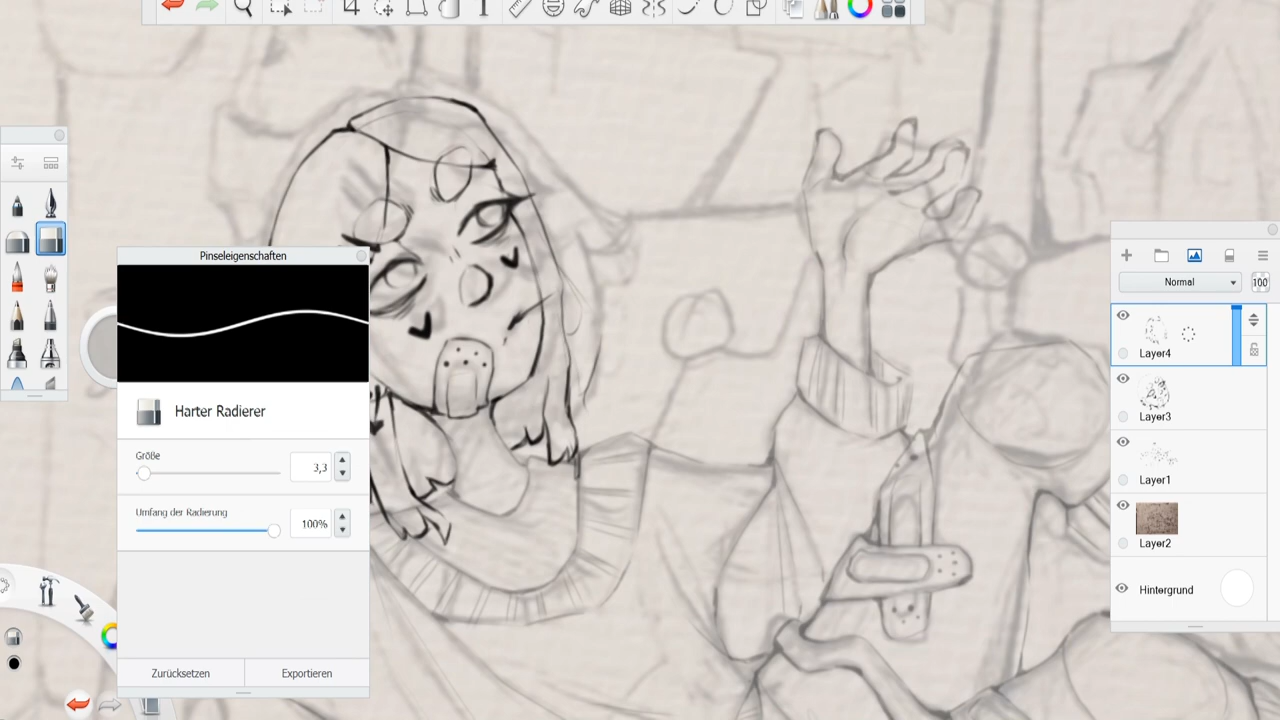 Pinseleigenschaften
Harter Radierer
Größe
3,3
Umfang der Radierung
100%
Zurücksetzen
Exportieren
Normal
100
Layer4
Layer3
Layer1
Layer2
Hintergrund